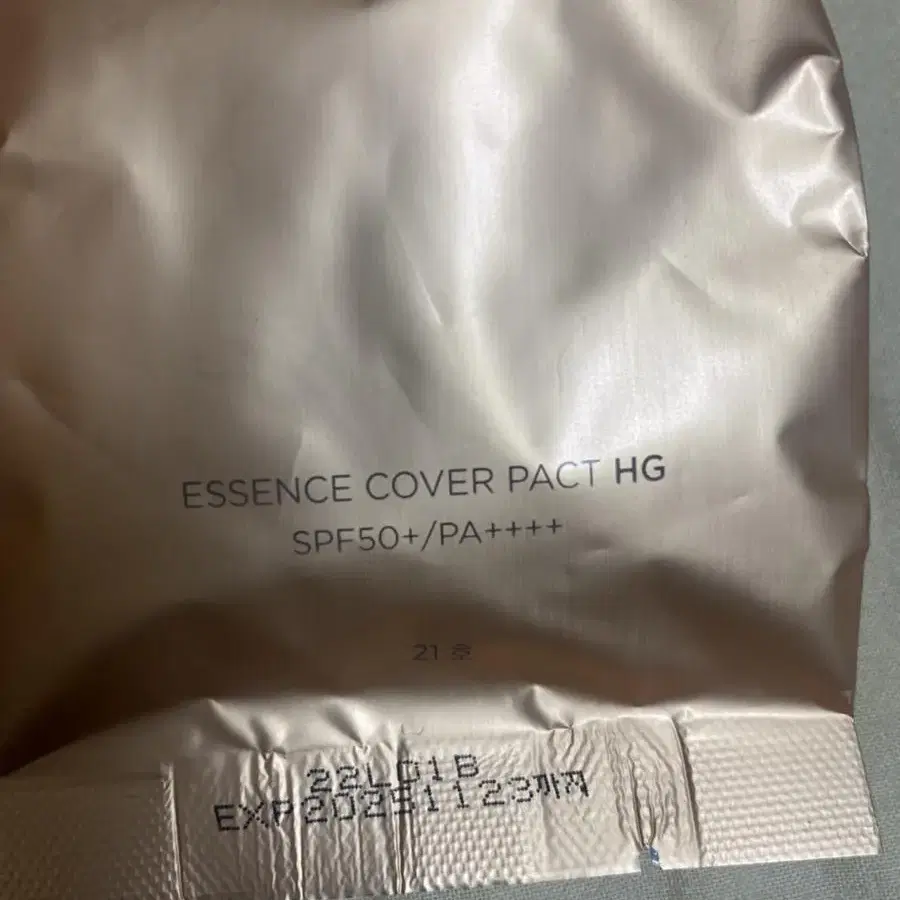 ESSENCE COVER PACT HG
SPF50+/PA++++
21 호
22LD1B
EXP20251123까지